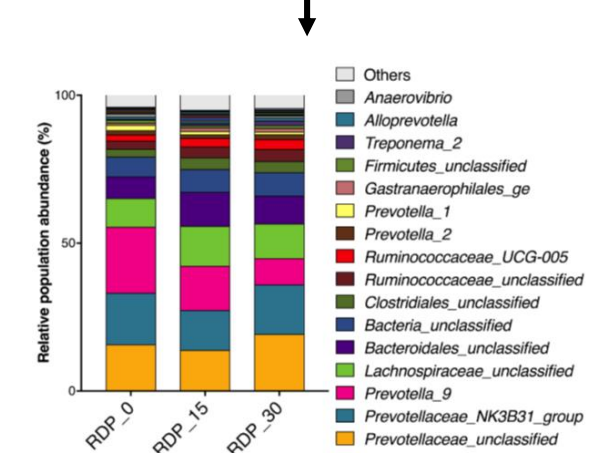 Others
Anaerovibrio
Alloprevotella
Treponema_2
Firmicutes_unclassified
Gastranaerophilales_ge
Prevotella_1
Prevotella_2
Ruminococcaceae_UCG-005
Ruminococcaceae_unclassified
Clostridiales_unclassified
Bacteria_unclassified
Bacteroidales_unclassified
Lachnospiraceae_unclassified
Prevotella_9
Prevotellaceae_NK3B31_group
Prevotellaceae_unclassified
Relative population abundance (%)
100
50
0
RDP_0
RDP_15
RDP_30